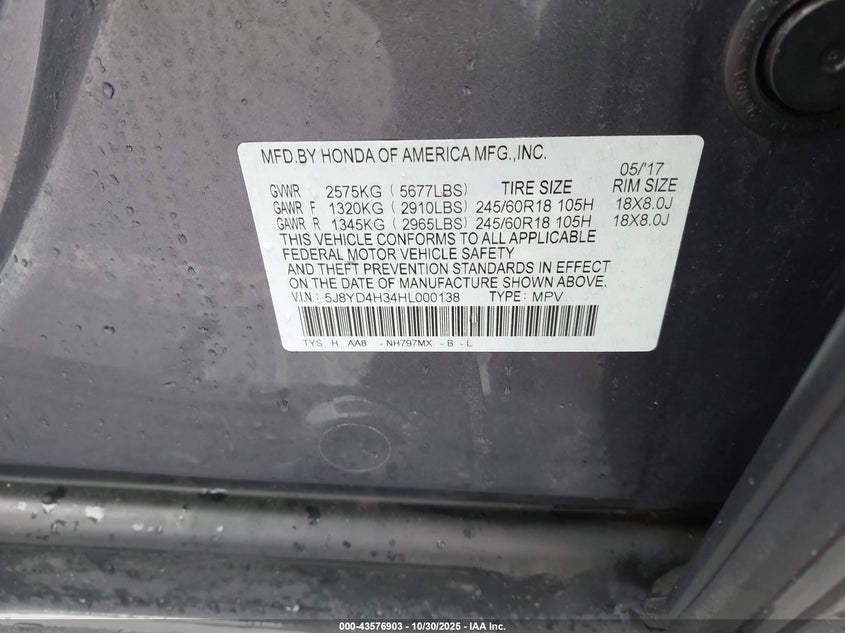 MFD.BY HONDA OF AMERICA MFG.,INC.
05/'17
GVWR 2575KG (5677LBS) TIRE SIZE RIM SIZE
GAWR F 1320KG (2910LBS) 245/60R18 105H 18X8.0J
GAWR R 1345KG (2965LBS) 245/60R18 105H 18X8.0J
THIS VEHICLE CONFORMS TO ALL APPLICABLE
FEDERAL MOTOR VEHICLE SAFETY
AND THEFT PREVENTION STANDARDS IN EFFECT
ON THE DATE OF MANUFACTURE SHOWN ABOVE.
V.I.N: 5J8YD4H34HL000138 TYPE: MPV
TYS H AA8 -NH797MX -B -L
000-43576903 - 10/30/2025 - IAA Inc.